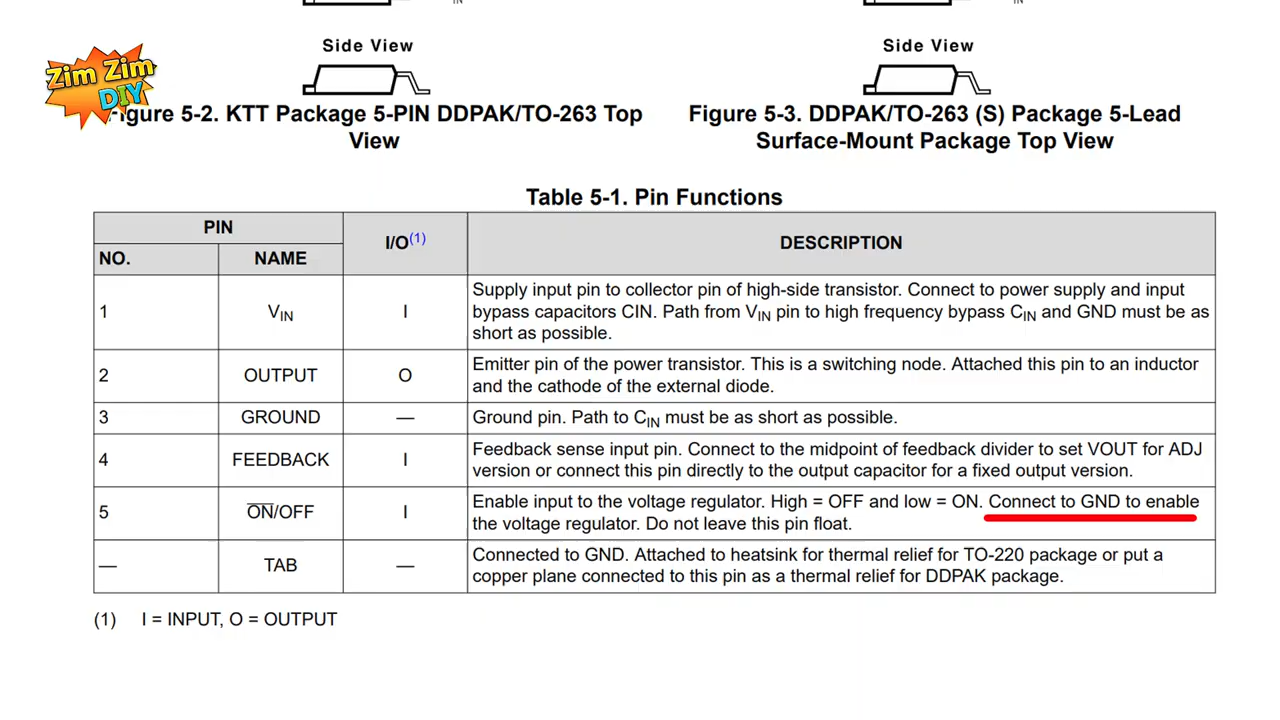 IN
IN
Side View
Side View
Zim Zim
DIY
Figure 5-2. KTT Package 5-PIN DDPAK/TO-263 Top
View
Figure 5-3. DDPAK/TO-263 (S) Package 5-Lead
Surface-Mount Package Top View
Table 5-1. Pin Functions
PIN
I/O(1)
DESCRIPTION
NO.
NAME
1
VIN
I
Supply input pin to collector pin of high-side transistor. Connect to power supply and input
bypass capacitors CIN. Path from VIN pin to high frequency bypass CIN and GND must be as
short as possible.
2
OUTPUT
O
Emitter pin of the power transistor. This is a switching node. Attached this pin to an inductor
and the cathode of the external diode.
3
GROUND
—
Ground pin. Path to CIN must be as short as possible.
4
FEEDBACK
I
Feedback sense input pin. Connect to the midpoint of feedback divider to set VOUT for ADJ
version or connect this pin directly to the output capacitor for a fixed output version.
5
ON/OFF
I
Enable input to the voltage regulator. High = OFF and low = ON. Connect to GND to enable
the voltage regulator. Do not leave this pin float.
—
TAB
—
Connected to GND. Attached to heatsink for thermal relief for TO-220 package or put a
copper plane connected to this pin as a thermal relief for DDPAK package.
(1) I = INPUT, O = OUTPUT